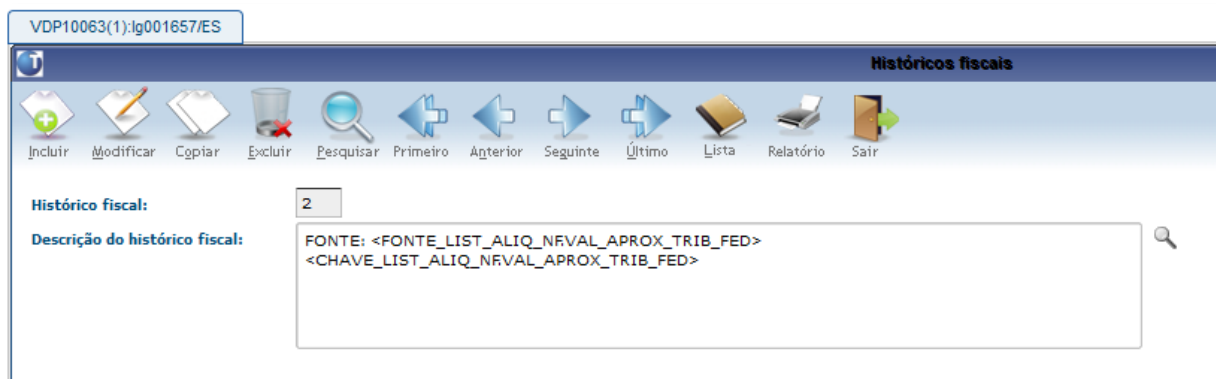 VDP10063(1):lg001657/ES
Históricos fiscais
Incluir Modificar Copiar Excluir Pesquisar Primeiro Anterior Seguinte Último Lista Relatório Sair
Histórico fiscal: 2
Descrição do histórico fiscal: FONTE: <FONTE_LIST_ALIQ_NF.VAL_APROX_TRIB_FED>
<CHAVE_LIST_ALIQ_NF.VAL_APROX_TRIB_FED>